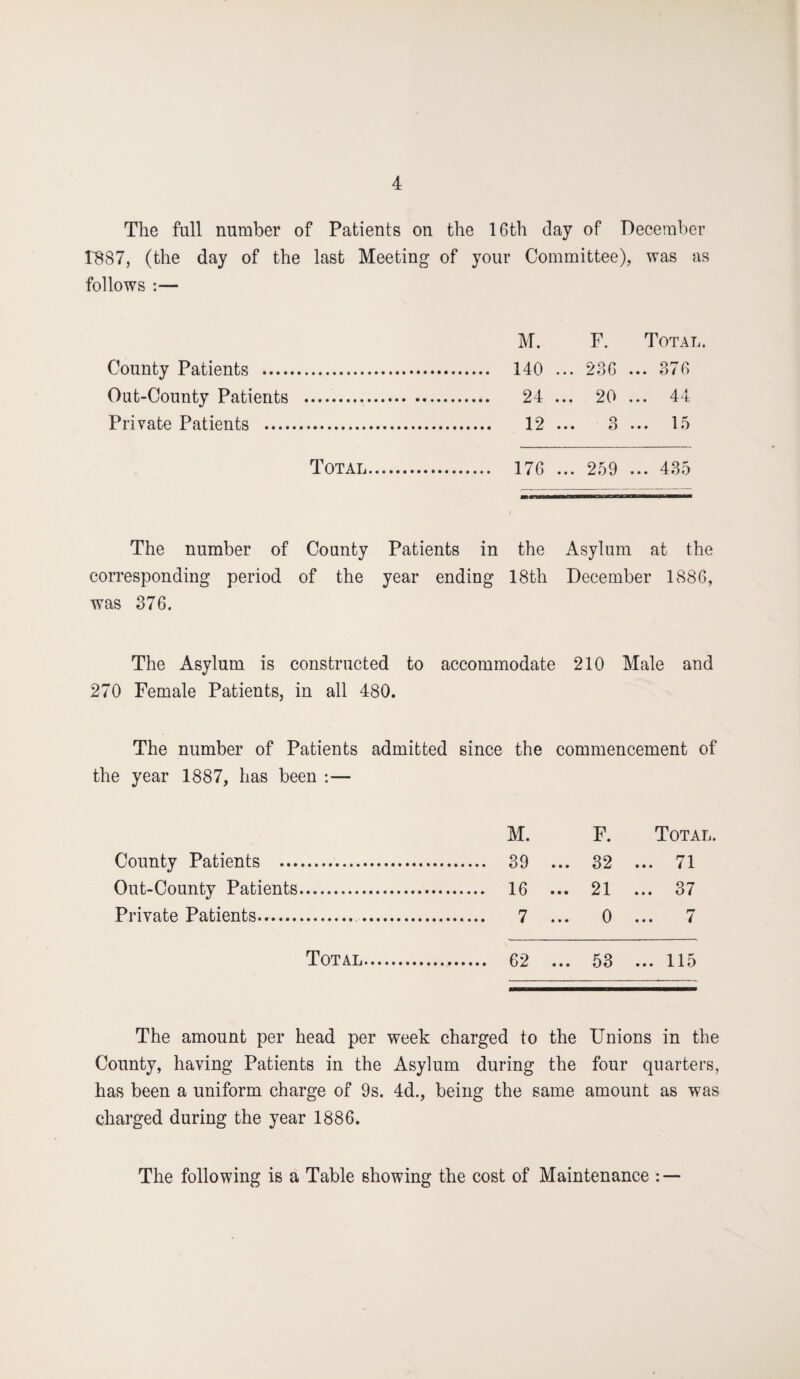 4
The full number of Patients on the 16th day of December
1887, (the day of the last Meeting of your Committee), was as
follows :—
M. F. Total.
County Patients ........................................ 140 ... 236 ... 376
Out-County Patients ................................ 24 ... 20 ... 44
Private Patients ........................................ 12 ... 3 ... 15
Total................... 176 ... 259 ... 435
The number of County Patients in the Asylum at the
corresponding period of the year ending 18th December 1886,
was 376.
The Asylum is constructed to accommodate 210 Male and
270 Female Patients, in all 480.
The number of Patients admitted since the commencement of
the year 1887, has been :—
M. F. Total.
County Patients ..................................... 39 ... 32 ... 71
Out-County Patients................................. 16 ... 21 ... 37
Private Patients........................................ 7 ... 0 ... 7
Total...................... 62 ... 53 ... 115
The amount per head per week charged to the Unions in the
County, having Patients in the Asylum during the four quarters,
has been a uniform charge of 9s. 4d., being the same amount as was
charged during the year 1886.
The following is a Table showing the cost of Maintenance :—